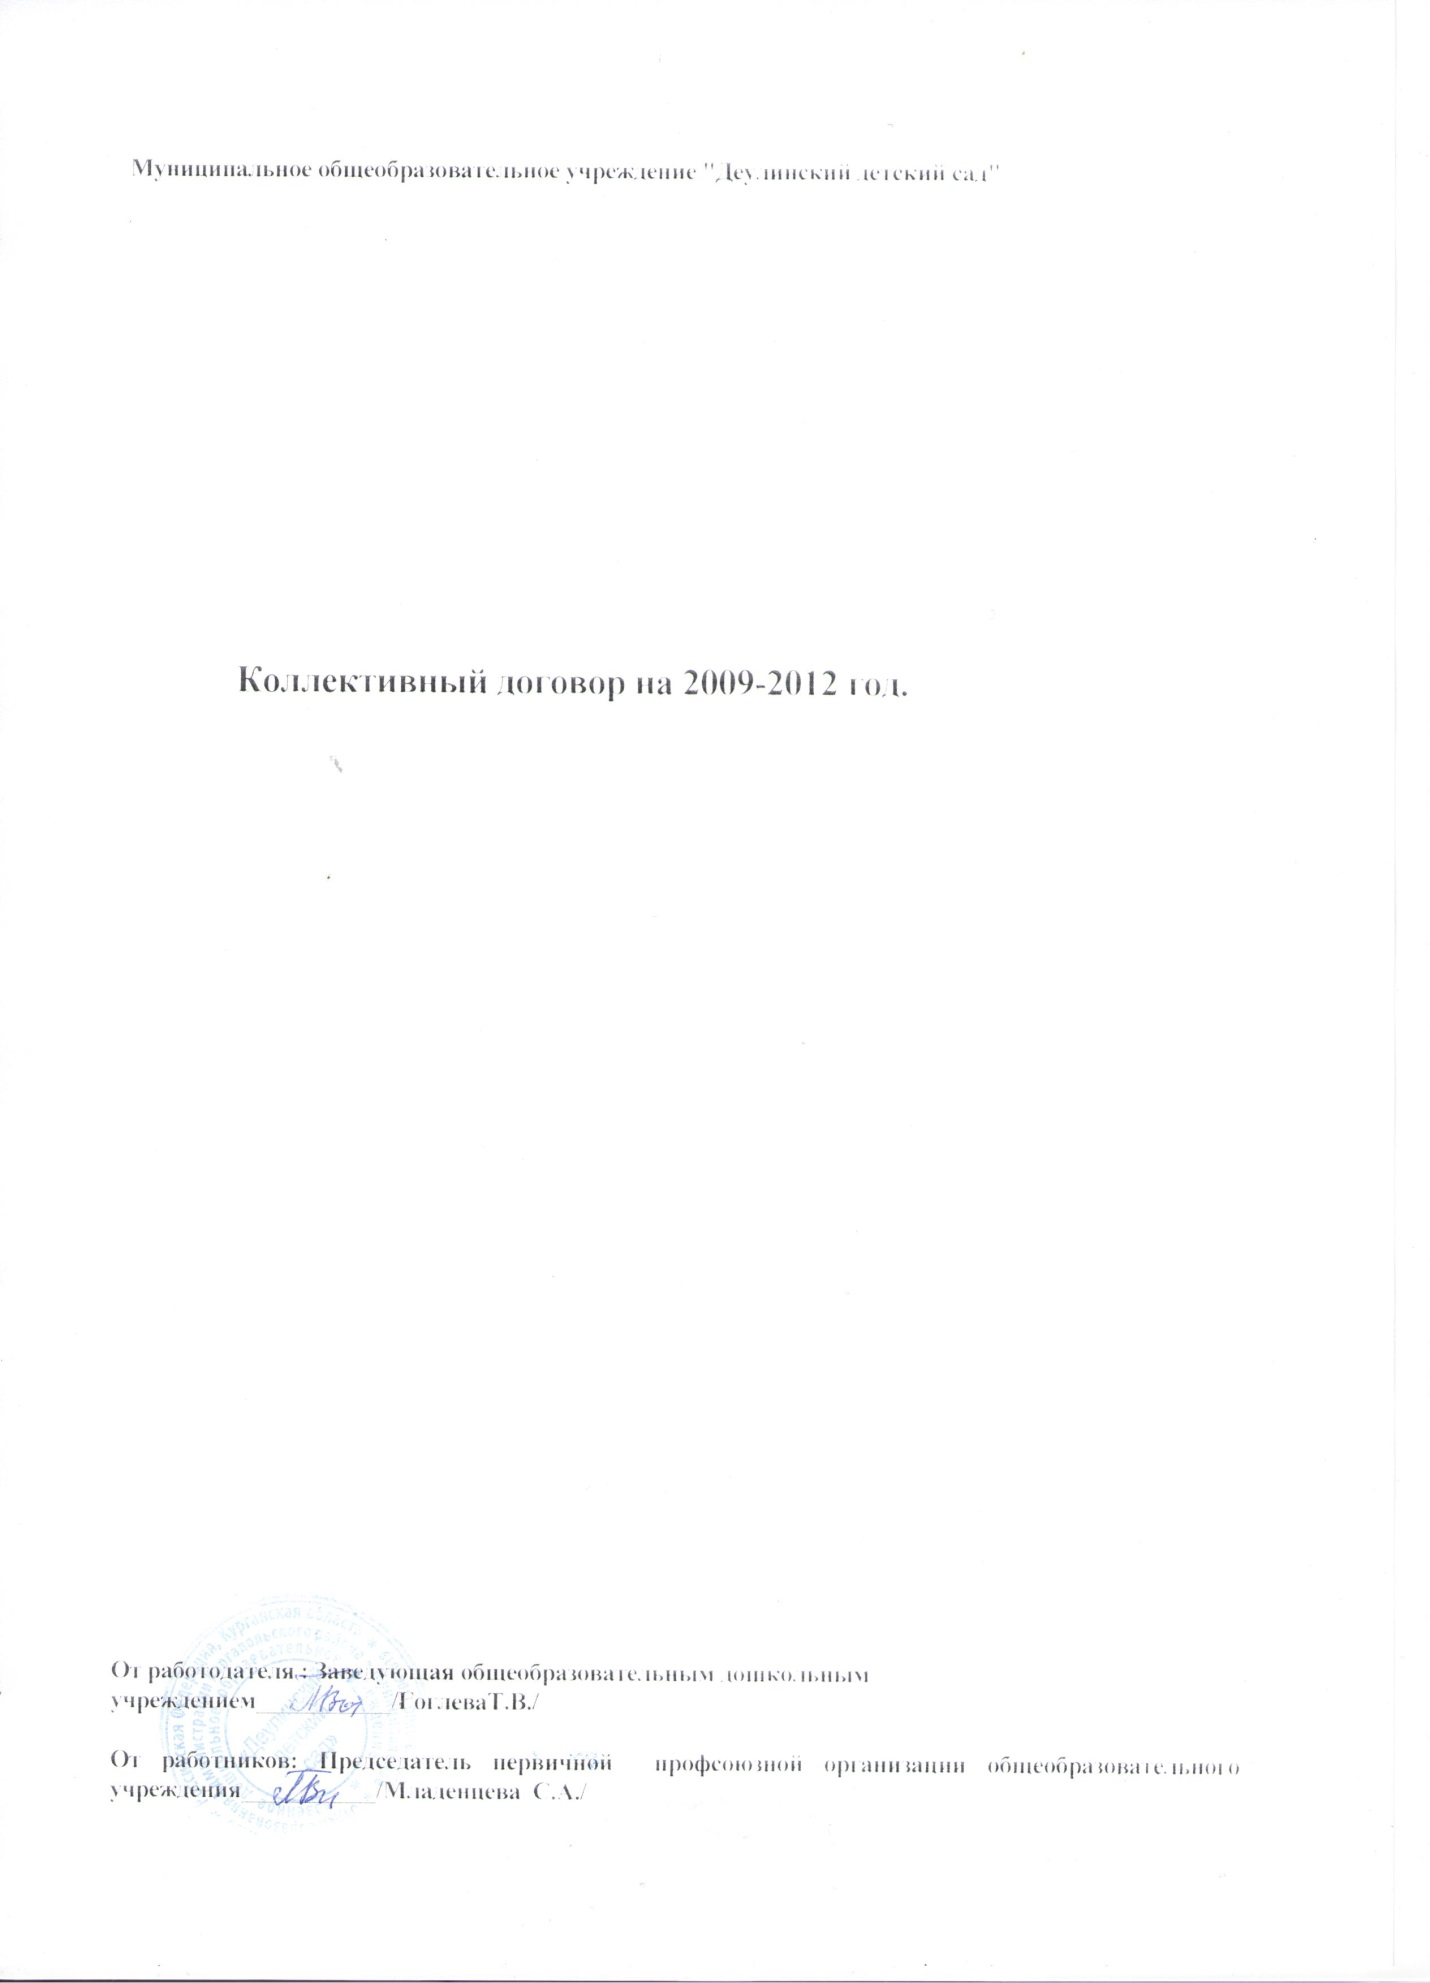 Муниципальное общеобразовательное учреждение "Деулинский детский сад"
Коллективный договор на 2009-2012 год.
От работодателя : Заведующая общеобразовательным дошкольным
учреждением /ГоглеваТ.В./
От работников: Председатель первичной профсоюзной организации общеобразовательного
учреждения /Младенцева С.А./